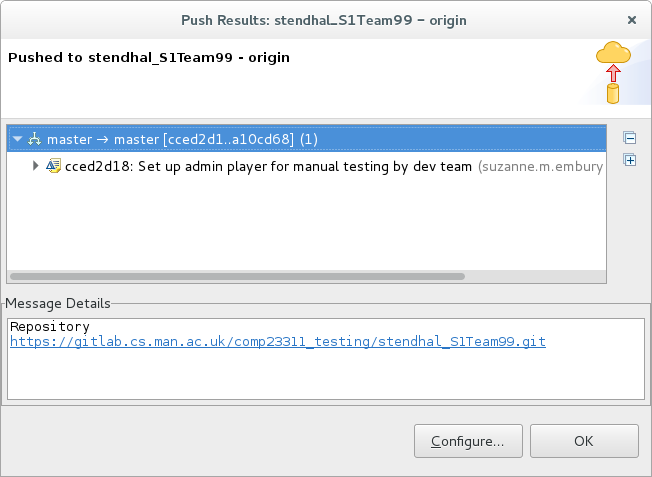 Push Results: stendhal_S1Team99 – origin
Pushed to stendhal_S1Team99 - origin
master → master [cced2d1..a10cd68] (1)
cced2d18: Set up admin player for manual testing by dev team (suzanne.m.embury
Message Details
Repository
https://gitlab.cs.man.ac.uk/comp23311_testing/stendhal_S1Team99.git
Configure... OK